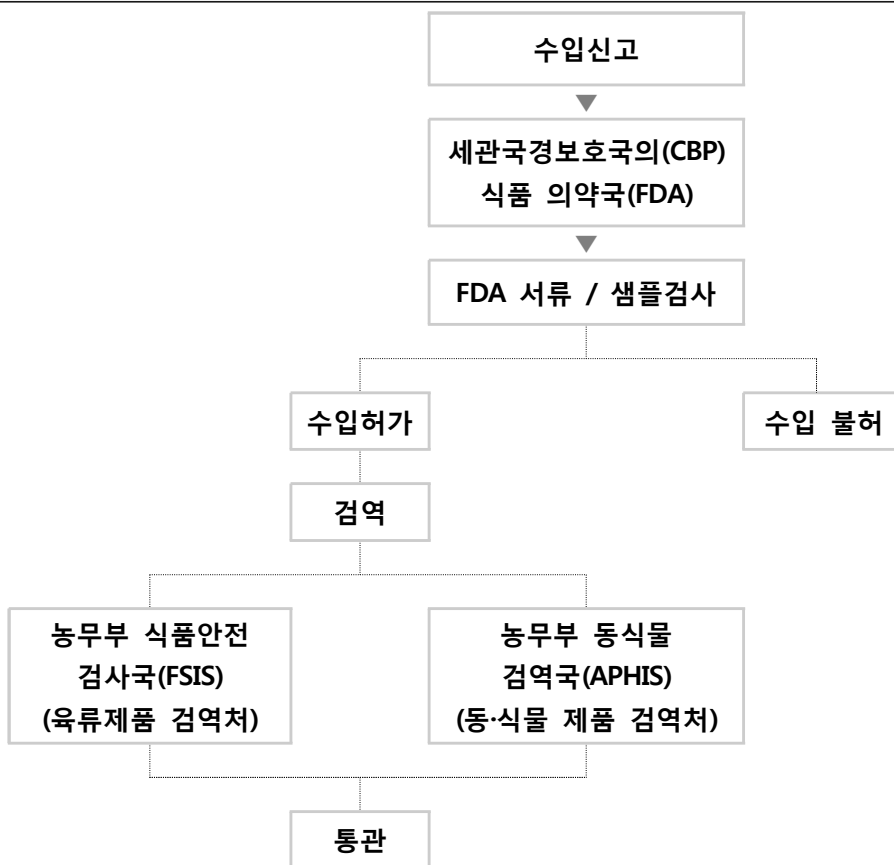 수입신고
세관국경보호국의(CBP)
식품 의약국(FDA)
FDA 서류 / 샘플검사
수입허가
수입 불허
검역
농무부 식품안전
검사국(FSIS)
(육류제품 검역처)
농무부 동식물
검역국(APHIS)
(동·식물 제품 검역처)
통관